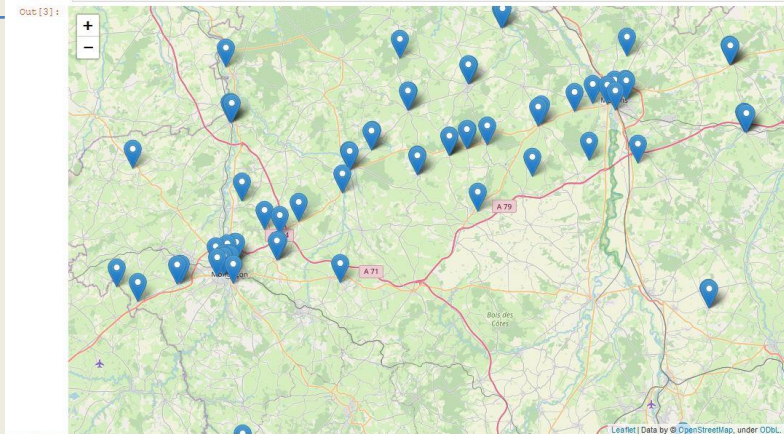 Out[3]:
+
−
A 79
A 71
Bois des
Côtes
Leaflet | Data by © OpenStreetMap, under ODbL.